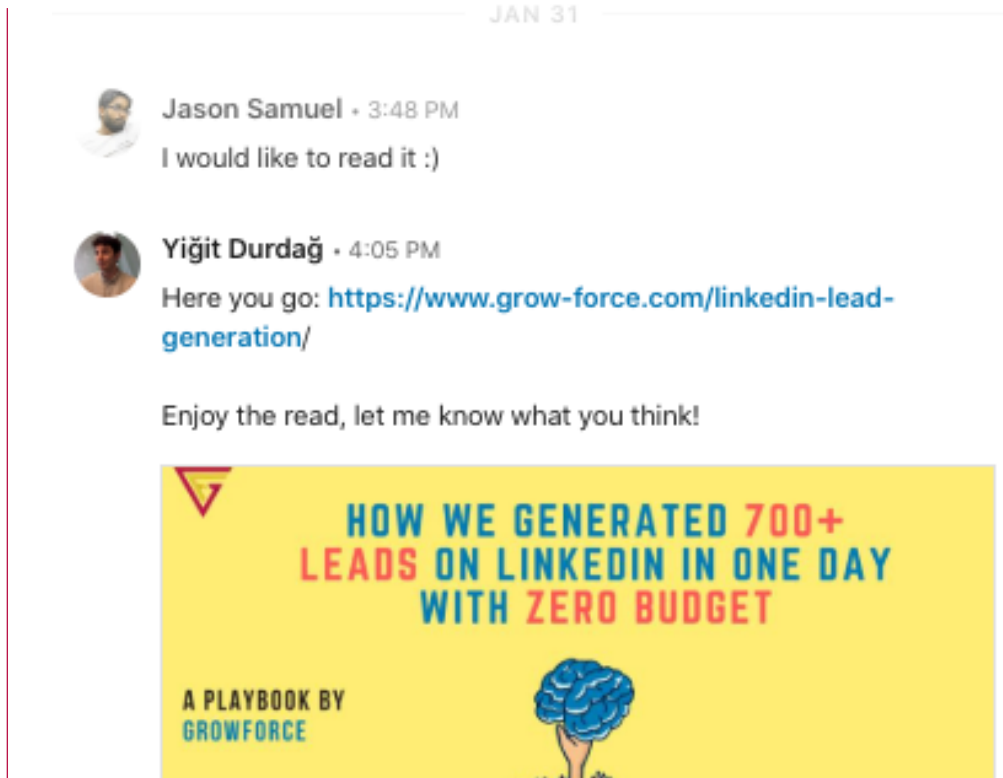 JAN 31
Jason Samuel • 3:48 PM
I would like to read it :)
Yiğit Durdağ • 4:05 PM
Here you go: https://www.grow-force.com/linkedin-lead-
generation/
Enjoy the read, let me know what you think!
HOW WE GENERATED 700+
LEADS ON LINKEDIN IN ONE DAY
WITH ZERO BUDGET
A PLAYBOOK BY
GROWFORCE